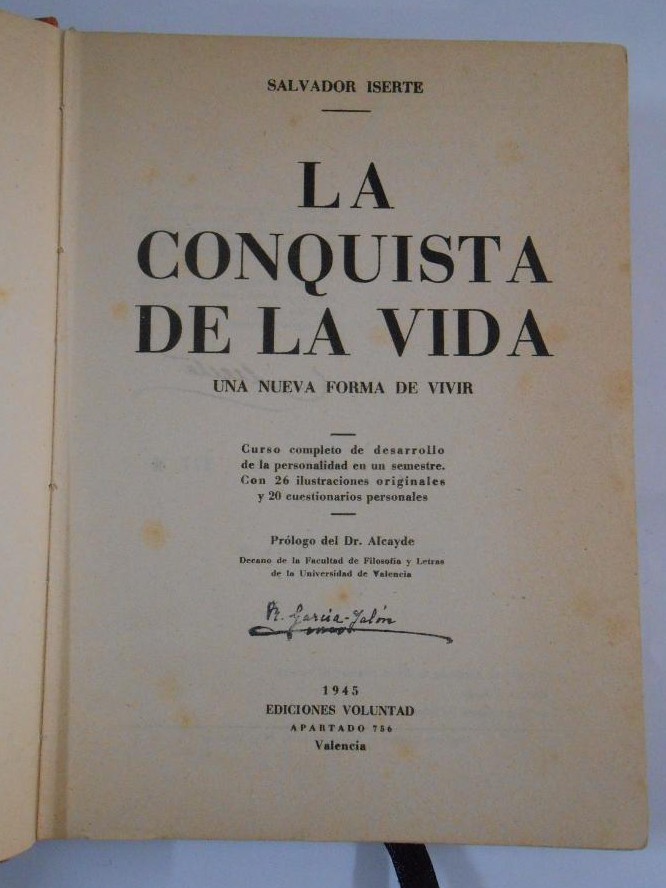 SALVADOR ISERTE
LA
CONQUISTA
DE LA VIDA
UNA NUEVA FORMA DE VIVIR
Curso completo de desarrollo
de la personalidad en un semestre.
Con 26 ilustraciones originales
y 20 cuestionarios personales
Prólogo del Dr. Alcayde
Decano de la Facultad de Filosofía y Letras
de la Universidad de Valencia
García-Jalón
1945
EDICIONES VOLUNTAD
APARTADO 756
Valencia